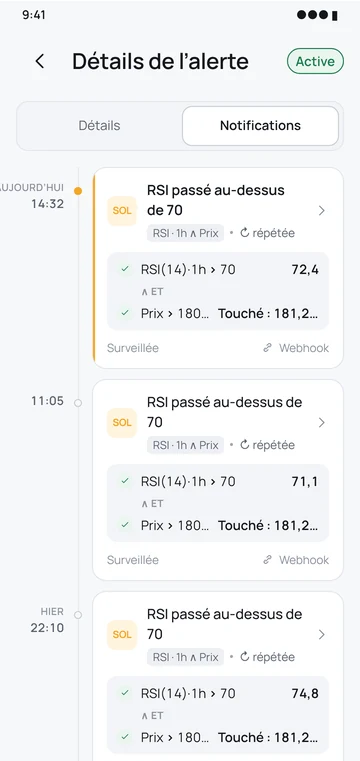 9:41
Détails de l'alerte
Active
Détails
Notifications
AUJOURD'HUI
14:32
SOL
RSI passé au-dessus
de 70
RSI · 1h ∧ Prix • ↻ répétée
RSI(14)·1h > 70 72,4
∧ ET
Prix > 180… Touché : 181,2…
Surveillée Webhook
11:05
SOL
RSI passé au-dessus de
70
RSI · 1h ∧ Prix • ↻ répétée
RSI(14)·1h > 70 71,1
∧ ET
Prix > 180… Touché : 181,2…
Surveillée Webhook
HIER
22:10
SOL
RSI passé au-dessus de
70
RSI · 1h ∧ Prix • ↻ répétée
RSI(14)·1h > 70 74,8
∧ ET
Prix > 180… Touché : 181,2…